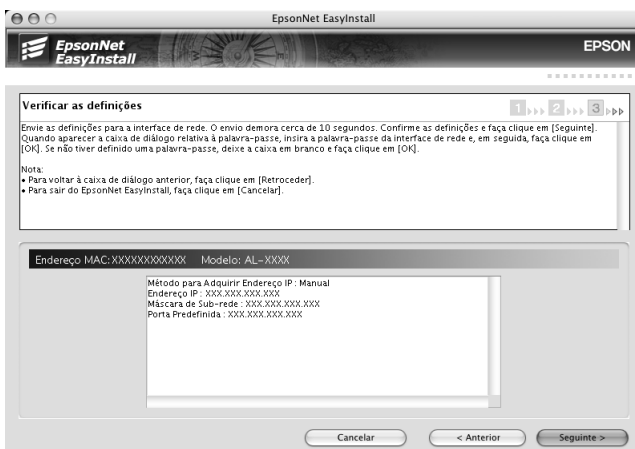 EpsonNet EasyInstall
EpsonNet
EasyInstall
EPSON
Verificar as definições
1 2 3
Envie as definições para a interface de rede. O envio demora cerca de 10 segundos. Confirme as definições e faça clique em [Seguinte].
Quando aparecer a caixa de diálogo relativa à palavra-passe, insira a palavra-passe da interface de rede e, em seguida, faça clique em
[OK]. Se não tiver definido uma palavra-passe, deixe a caixa em branco e faça clique em [OK].
Nota:
• Para voltar à caixa de diálogo anterior, faça clique em [Retroceder].
• Para sair do EpsonNet EasyInstall, faça clique em [Cancelar].
Endereço MAC:XXXXXXXXXXXX Modelo: AL-XXXX
Método para Adquirir Endereço IP : Manual
Endereço IP : XXX.XXX.XXX.XXX
Máscara de Sub-rede : XXX.XXX.XXX.XXX
Porta Predefinida : XXX.XXX.XXX.XXX
Cancelar
< Anterior
Seguinte >